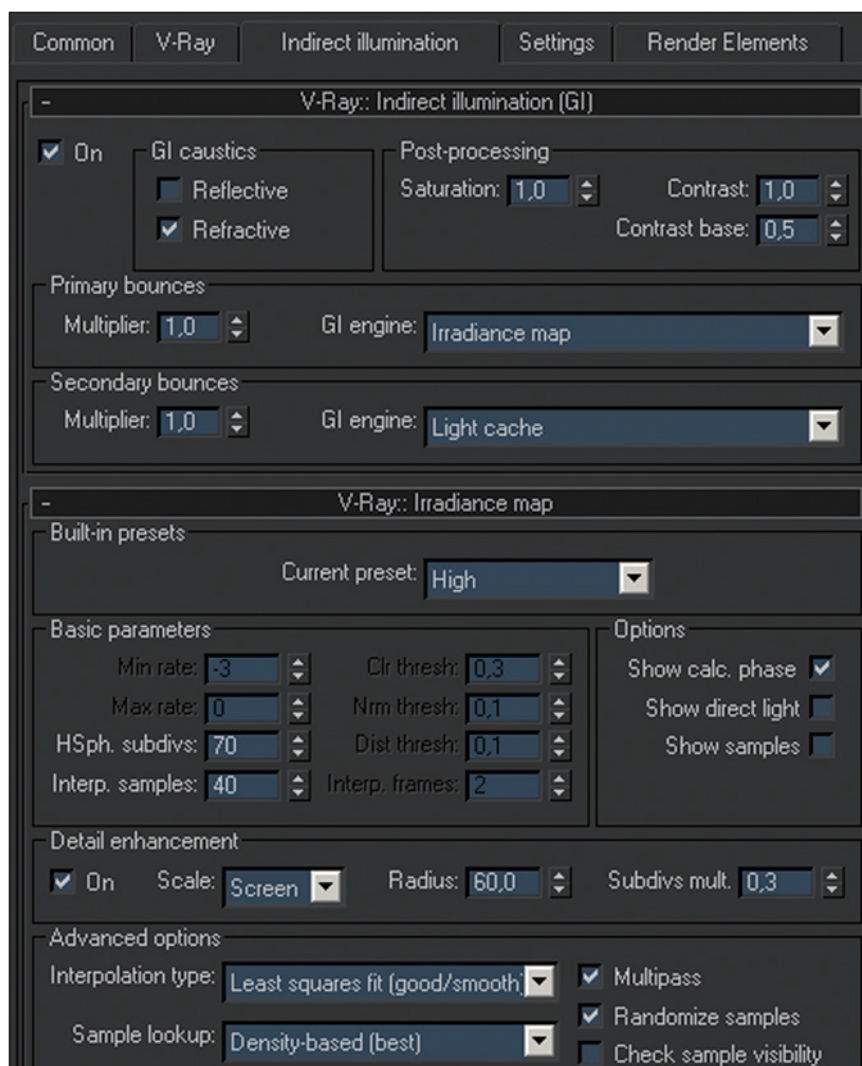 Common V-Ray Indirect illumination Settings Render Elements
- V-Ray:: Indirect illumination (GI)
On GI caustics Post-processing
Reflective Saturation: 1,0 Contrast: 1,0
Refractive Contrast base: 0,5
Primary bounces
Multiplier: 1,0 GI engine: Irradiance map
Secondary bounces
Multiplier: 1,0 GI engine: Light cache
- V-Ray:: Irradiance map
Built-in presets
Current preset: High
Basic parameters Options
Min rate: -3 Clr thresh: 0,3 Show calc. phase
Max rate: 0 Nrm thresh: 0,1 Show direct light
HSph. subdivs: 70 Dist thresh: 0,1 Show samples
Interp. samples: 40 Interp. frames: 2
Detail enhancement
On Scale: Screen Radius: 60,0 Subdivs mult. 0,3
Advanced options
Interpolation type: Least squares fit (good/smooth) Multipass
Randomize samples
Sample lookup: Density-based (best)
Check sample visibility